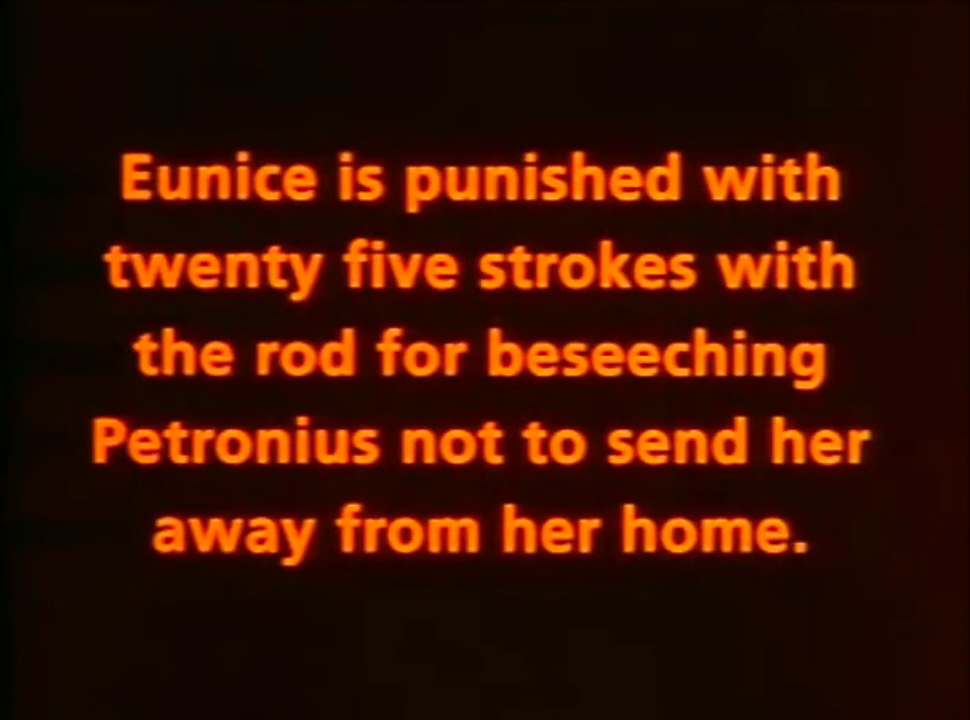 Eunice is punished with
twenty five strokes with
the rod for beseeching
Petronius not to send her
away from her home.